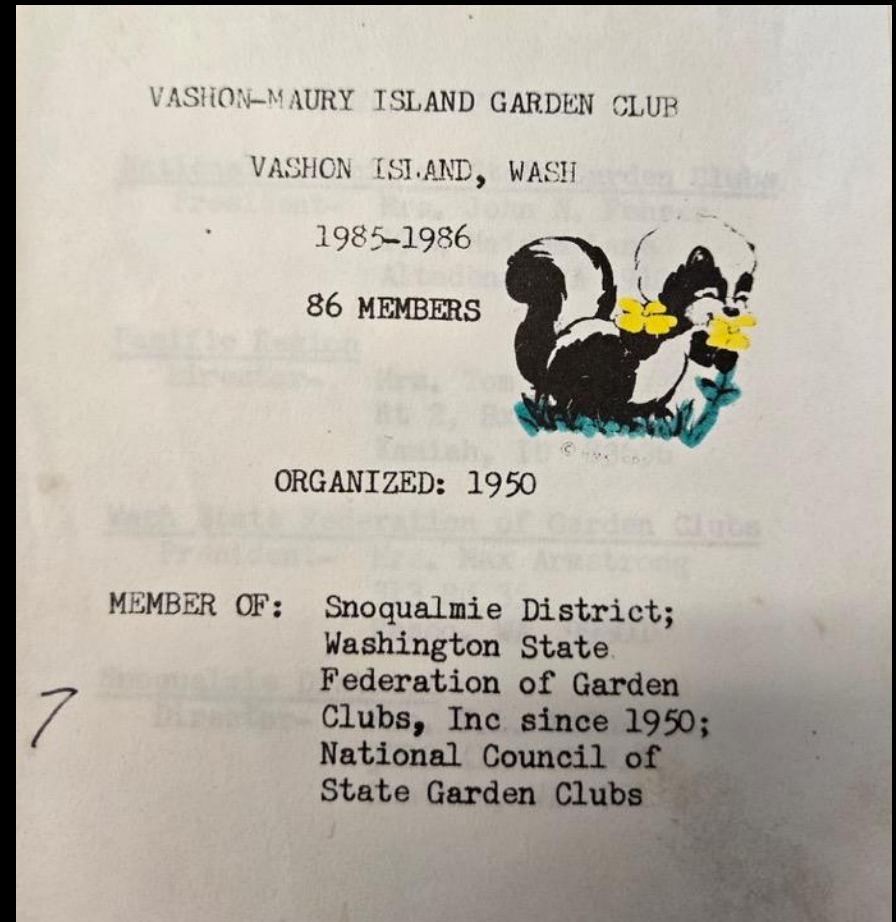 VASHON-MAURY ISLAND GARDEN CLUB
VASHON ISLAND, WASH
1985-1986
86 MEMBERS
ORGANIZED: 1950
MEMBER OF: Snoqualmie District;
Washington State
Federation of Garden
Clubs, Inc since 1950;
National Council of
State Garden Clubs
7